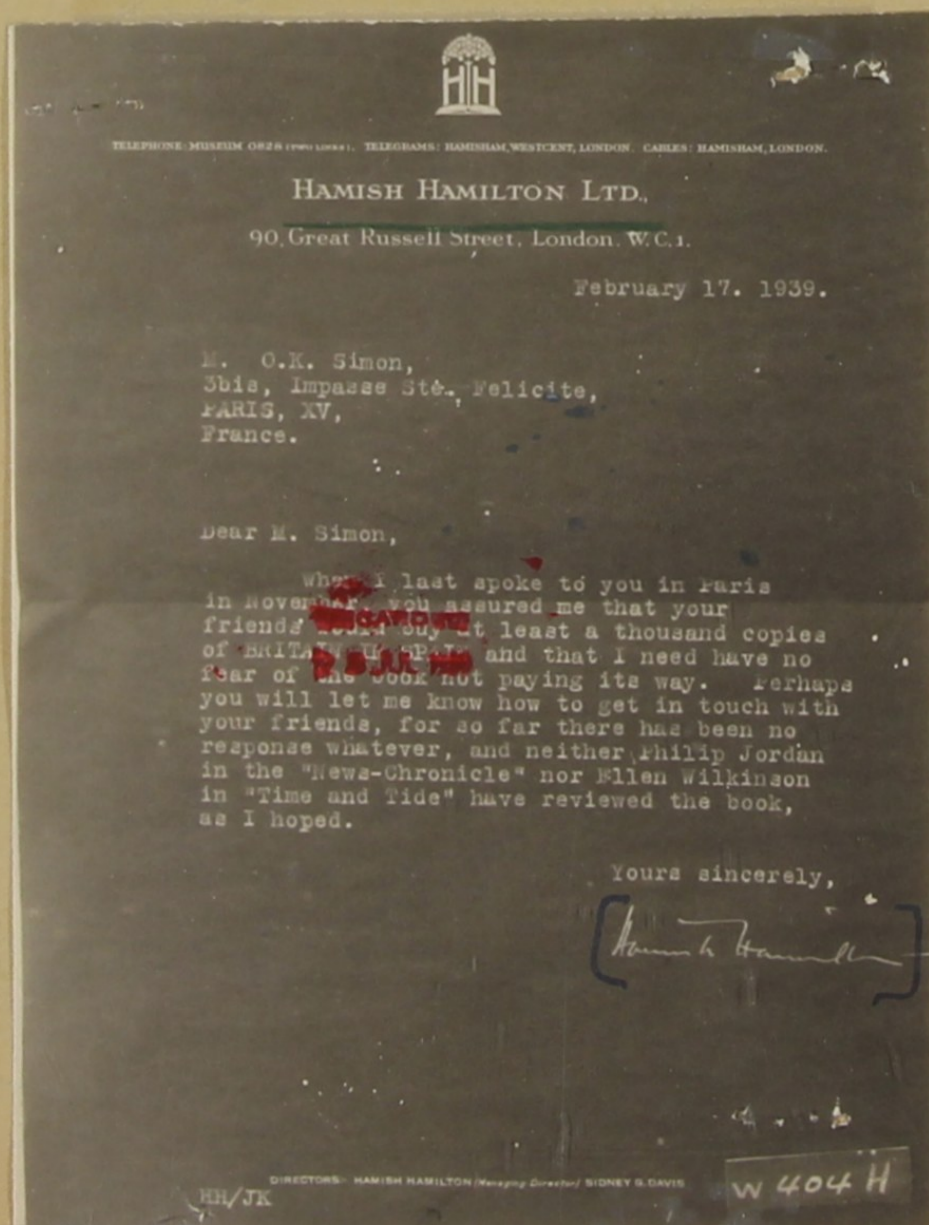 HH
TELEPHONE: MUSEUM 0828 (TWO LINES). TELEGRAMS: HAMISHAM, WESTCENT, LONDON. CABLES: HAMISHAM, LONDON.
HAMISH HAMILTON LTD.,
90, Great Russell Street, London. W.C.1.
February 17. 1939.
M. O.K. Simon,
3bis, Impasse Ste., Felicite,
PARIS, XV,
France.
Dear M. Simon,
When I last spoke to you in Paris
in November, you assured me that your
friends would buy at least a thousand copies
of BRITAIN IN SPAIN and that I need have no
fear of the book not paying its way. Perhaps
you will let me know how to get in touch with
your friends, for so far there has been no
response whatever, and neither Philip Jordan
in the "News-Chronicle" nor Ellen Wilkinson
in "Time and Tide" have reviewed the book,
as I hoped.
Yours sincerely,
Hamish Hamilton
DIRECTORS: HAMISH HAMILTON (Managing Director) SIDNEY G. DAVIS
HH/JK
W 404 H